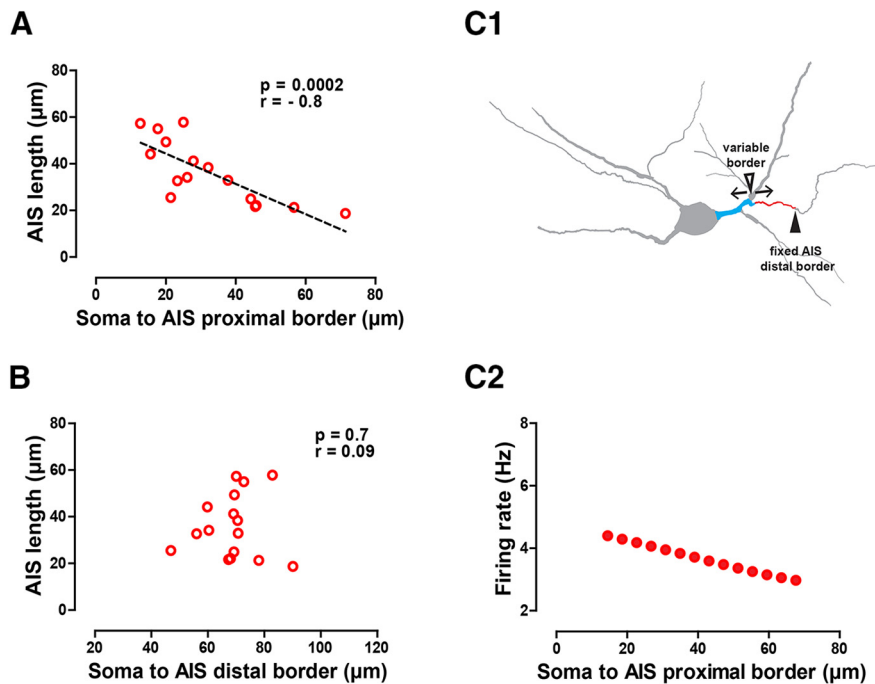 A
AIS length (µm)
80
60
40
20
0
p = 0.0002
r = - 0.8
0 20 40 60 80
Soma to AIS proximal border (µm)
C1
variable
border
fixed AIS
distal border
B
AIS length (µm)
80
60
40
20
0
p = 0.7
r = 0.09
20 40 60 80 100 120
Soma to AIS distal border (µm)
C2
Firing rate (Hz)
8
6
4
2
0 20 40 60 80
Soma to AIS proximal border (µm)